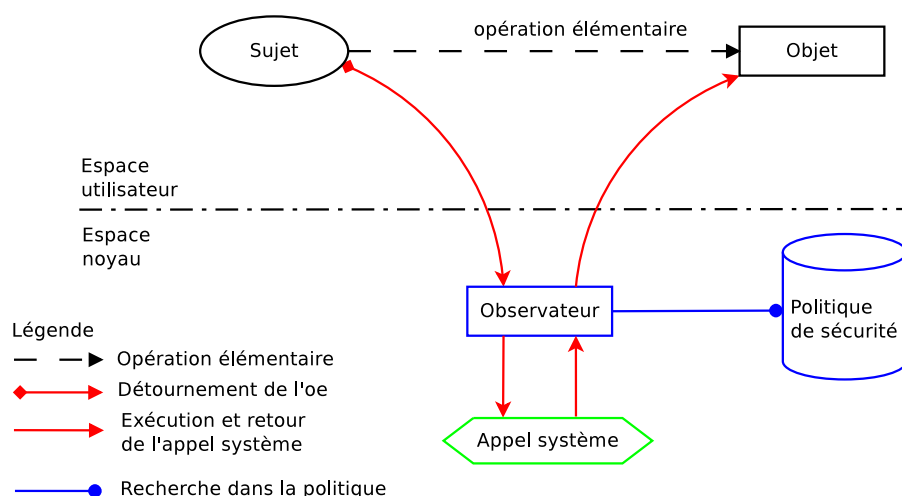 opération élémentaire
Sujet
Objet
Espace
utilisateur
Espace
noyau
Observateur
Politique
de sécurité
Appel système
Légende
Opération élémentaire
Détournement de l'oe
Exécution et retour
de l'appel système
Recherche dans la politique